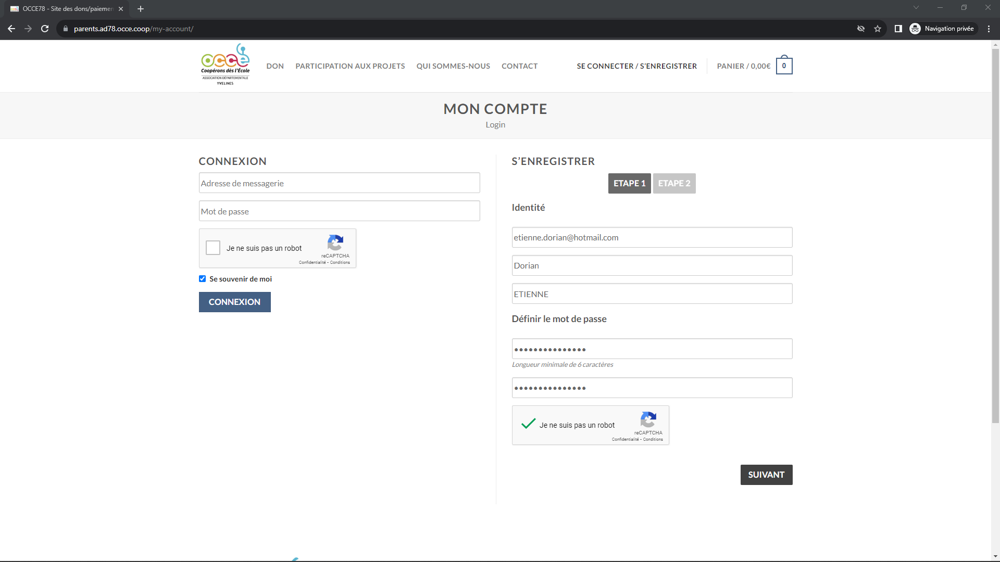 OCCE78 - Site des dons/paiemen
parents.ad78.occe.coop/my-account/
Navigation privée
occe
Coopérons dès l'École
ASSOCIATION DÉPARTEMENTALE
YVELINES
DON
PARTICIPATION AUX PROJETS
QUI SOMMES-NOUS
CONTACT
SE CONNECTER / S’ENREGISTRER
PANIER / 0,00€
0
MON COMPTE
Login
CONNEXION
Adresse de messagerie
Mot de passe
Je ne suis pas un robot
reCAPTCHA
Confidentialité - Conditions
Se souvenir de moi
CONNEXION
S’ENREGISTRER
ETAPE 1
ETAPE 2
Identité
etienne.dorian@hotmail.com
Dorian
ETIENNE
Définir le mot de passe
•••••••••••••••
Longueur minimale de 6 caractères
•••••••••••••••
Je ne suis pas un robot
reCAPTCHA
Confidentialité - Conditions
SUIVANT